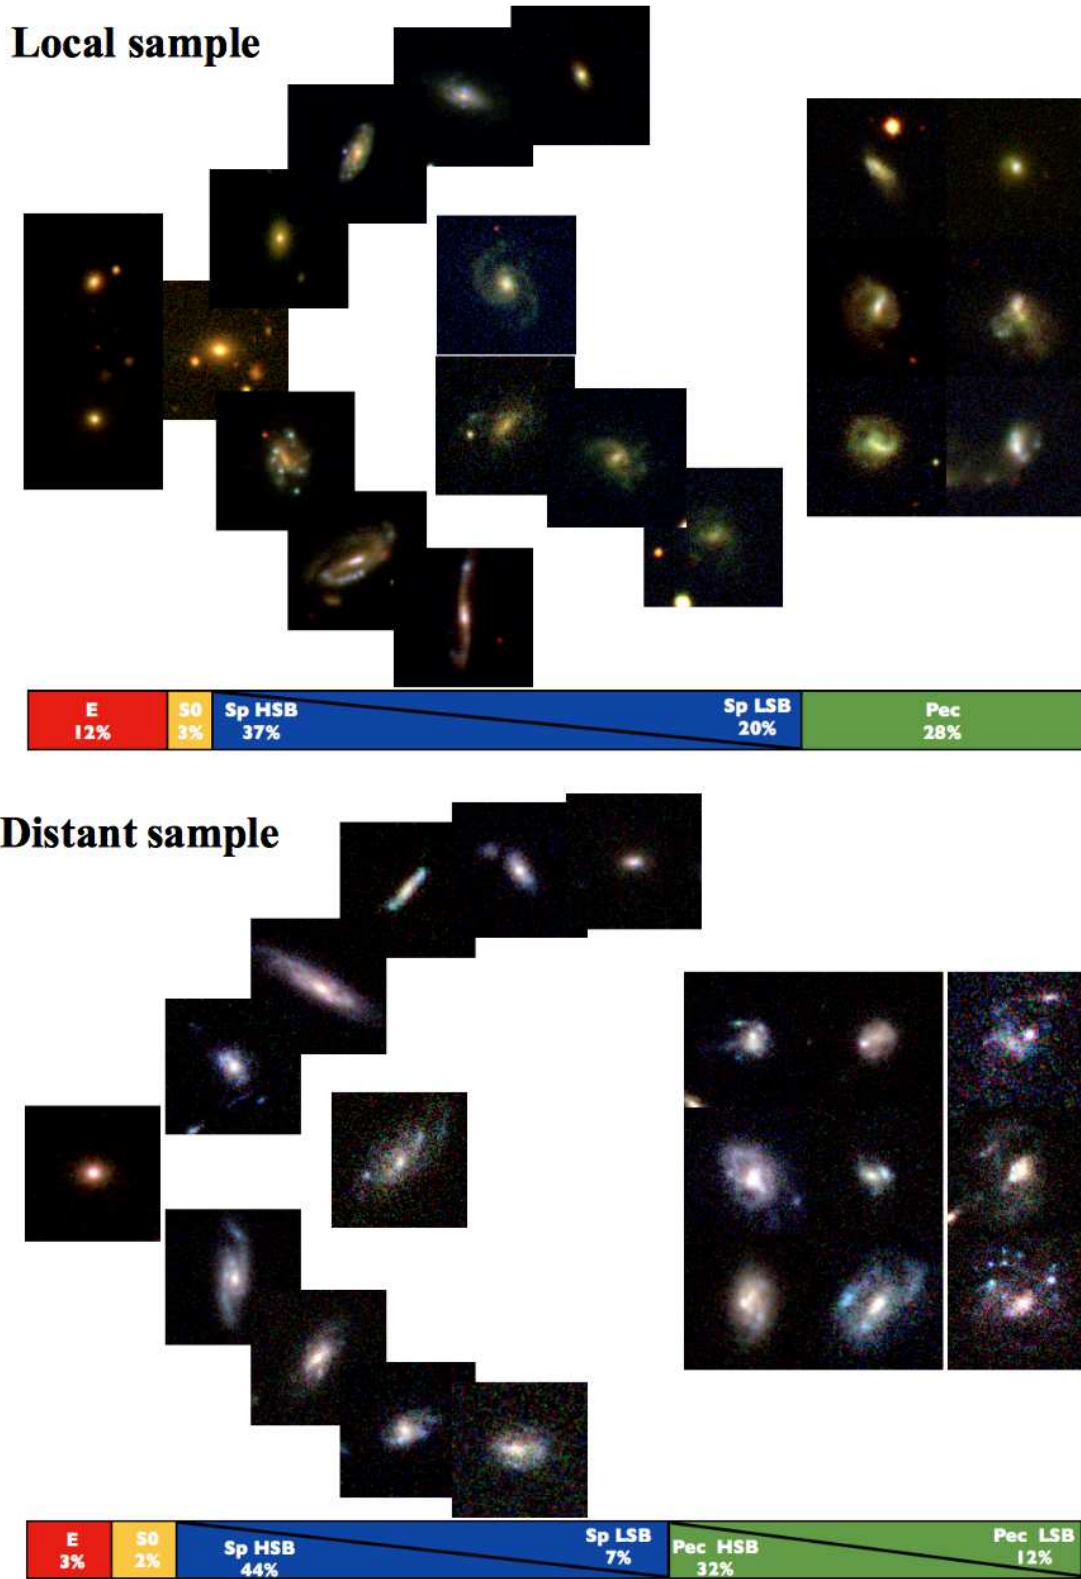 Local sample
E
12%
S0
3%
Sp HSB
37%
Sp LSB
20%
Pec
28%
Distant sample
E
3%
S0
2%
Sp HSB
44%
Sp LSB
7%
Pec HSB
32%
Pec LSB
12%